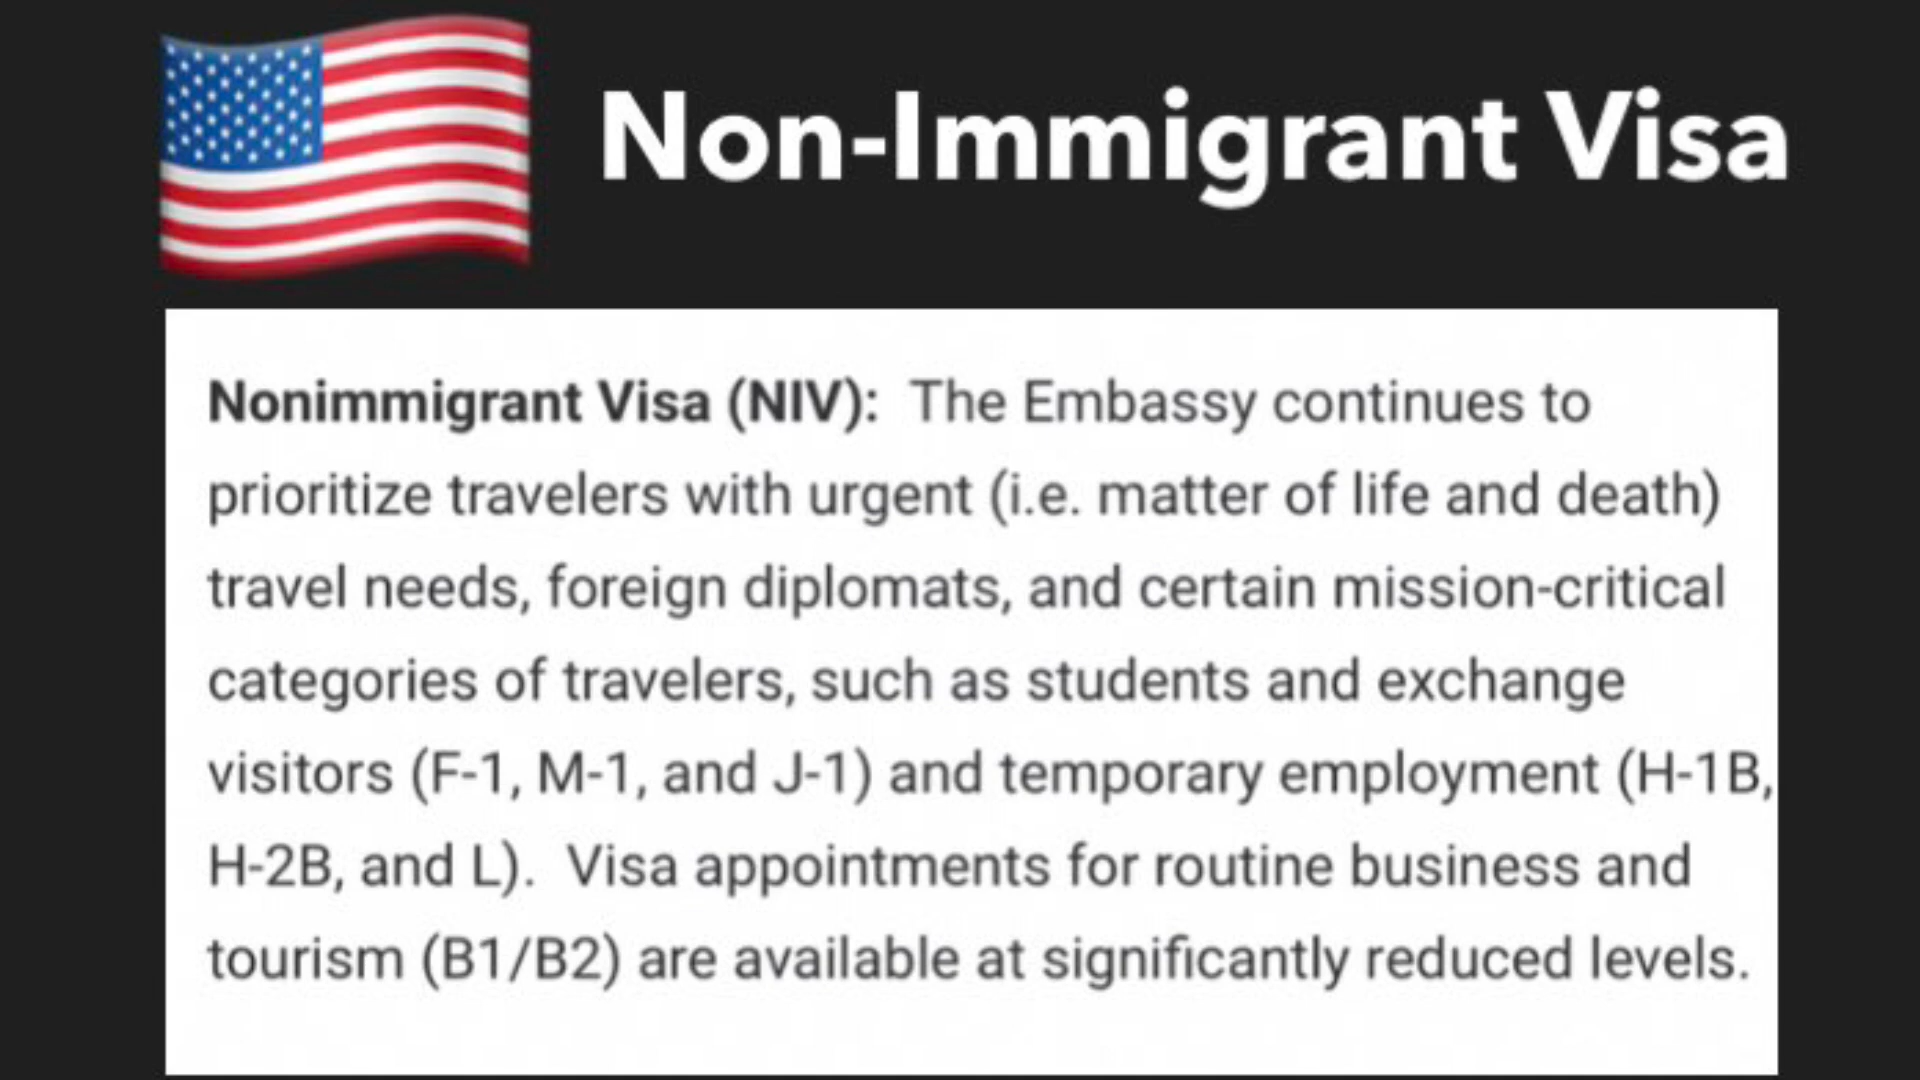 Non-Immigrant Visa
Nonimmigrant Visa (NIV): The Embassy continues to
prioritize travelers with urgent (i.e. matter of life and death)
travel needs, foreign diplomats, and certain mission-critical
categories of travelers, such as students and exchange
visitors (F-1, M-1, and J-1) and temporary employment (H-1B,
H-2B, and L). Visa appointments for routine business and
tourism (B1/B2) are available at significantly reduced levels.